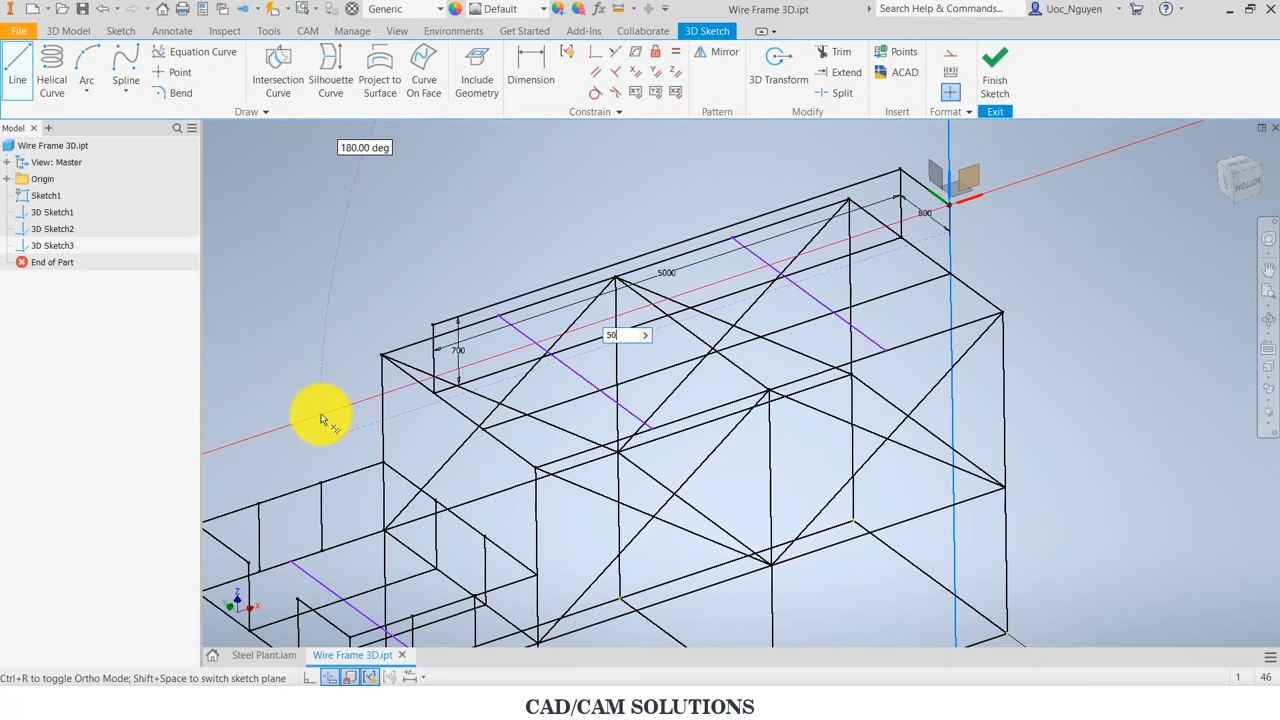 Generic
Default
Wire Frame 3D.ipt
Search Help & Commands...
Uoc_Nguyen
File
3D Model
Sketch
Annotate
Inspect
Tools
CAM
Manage
View
Environments
Get Started
Add-Ins
Collaborate
3D Sketch
Line
Helical
Curve
Arc
Spline
Equation Curve
Point
Bend
Intersection
Curve
Silhouette
Curve
Project to
Surface
Curve
On Face
Include
Geometry
Dimension
Mirror
3D Transform
Trim
Extend
Split
Points
ACAD
Finish
Sketch
Draw
Constrain
Pattern
Modify
Insert
Format
Exit
Model
Wire Frame 3D.ipt
View: Master
Origin
Sketch1
3D Sketch1
3D Sketch2
3D Sketch3
End of Part
180.00 deg
800
5000
50
700
BOTTOM
Z
X
Steel Plant.iam
Wire Frame 3D.ipt
Ctrl+R to toggle Ortho Mode; Shift+Space to switch sketch plane
1
46
CAD/CAM SOLUTIONS